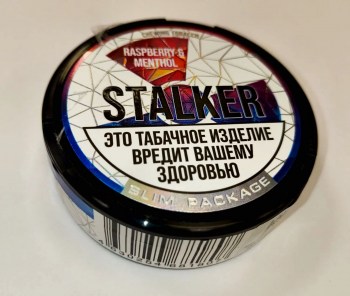 CHEWING TOBACCO
RASPBERRY &
MENTHOL
STALKER
ЭТО ТАБАЧНОЕ ИЗДЕЛИЕ
ВРЕДИТ ВАШЕМУ
ЗДОРОВЬЮ
SLIM PACKAGE